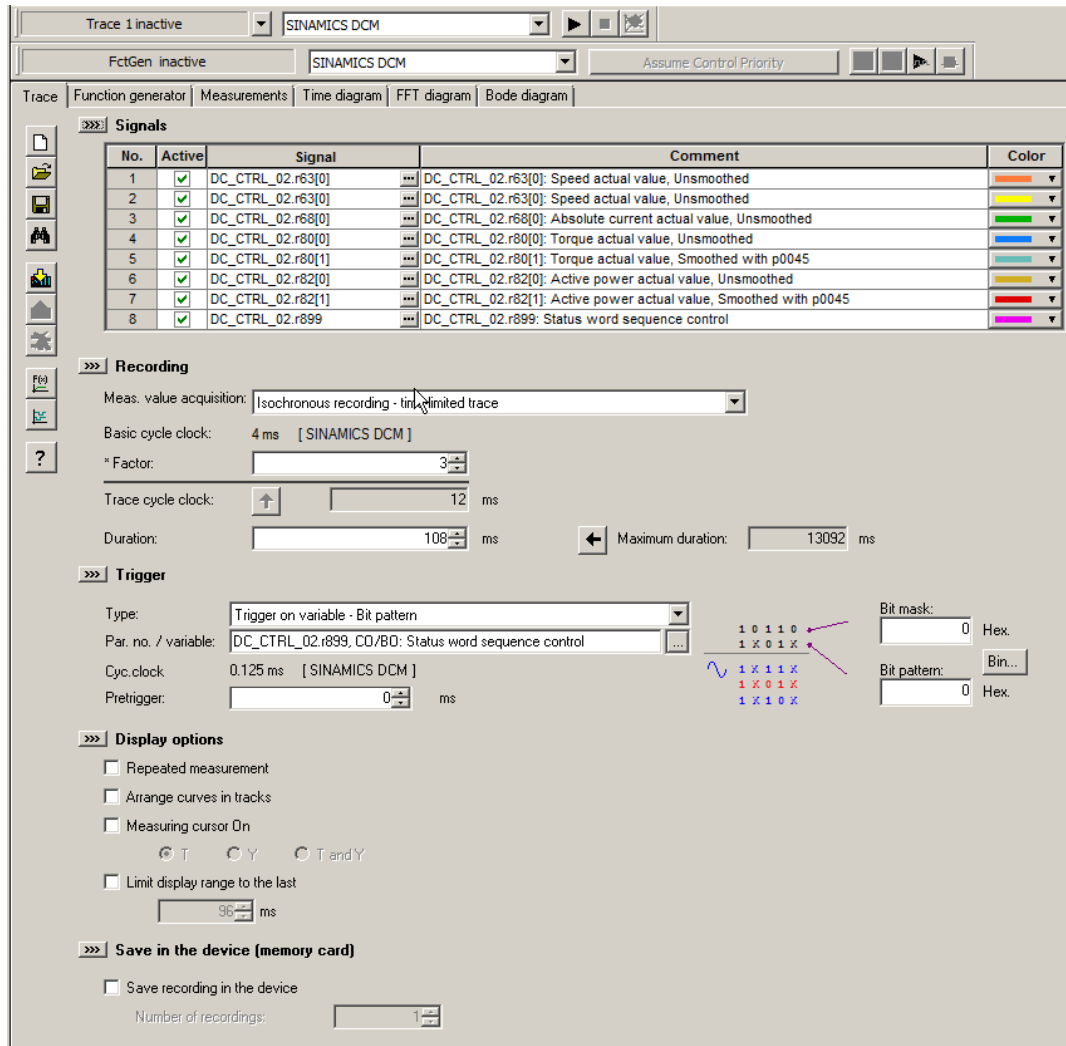 Trace 1 inactive SINAMICS DCM
FctGen inactive SINAMICS DCM Assume Control Priority
Trace Function generator Measurements Time diagram FFT diagram Bode diagram
Signals
No. Active Signal Comment Color
1 DC_CTRL_02.r63[0] ... DC_CTRL_02.r63[0]: Speed actual value, Unsmoothed
2 DC_CTRL_02.r63[0] ... DC_CTRL_02.r63[0]: Speed actual value, Unsmoothed
3 DC_CTRL_02.r68[0] ... DC_CTRL_02.r68[0]: Absolute current actual value, Unsmoothed
4 DC_CTRL_02.r80[0] ... DC_CTRL_02.r80[0]: Torque actual value, Unsmoothed
5 DC_CTRL_02.r80[1] ... DC_CTRL_02.r80[1]: Torque actual value, Smoothed with p0045
6 DC_CTRL_02.r82[0] ... DC_CTRL_02.r82[0]: Active power actual value, Unsmoothed
7 DC_CTRL_02.r82[1] ... DC_CTRL_02.r82[1]: Active power actual value, Smoothed with p0045
8 DC_CTRL_02.r899 ... DC_CTRL_02.r899: Status word sequence control
>>> Recording
Meas. value acquisition: Isochronous recording - time-limited trace
Basic cycle clock: 4 ms [ SINAMICS DCM ]
* Factor: 3
Trace cycle clock: 12 ms
Duration: 108 ms Maximum duration: 13092 ms
>>> Trigger
Type: Trigger on variable - Bit pattern
Par. no. / variable: DC_CTRL_02.r899, CO/BO: Status word sequence control ...
Cyc.clock 0.125 ms [ SINAMICS DCM ]
Pretrigger: 0 ms
1 0 1 1 0
1 X 0 1 X
1 X 1 1 X
1 X 0 1 X
1 X 1 0 X
Bit mask:
0 Hex.
Bin...
Bit pattern:
0 Hex.
>>> Display options
Repeated measurement
Arrange curves in tracks
Measuring cursor On
T Y T and Y
Limit display range to the last
96 ms
>>> Save in the device (memory card)
Save recording in the device
Number of recordings: 1
F(x)
?